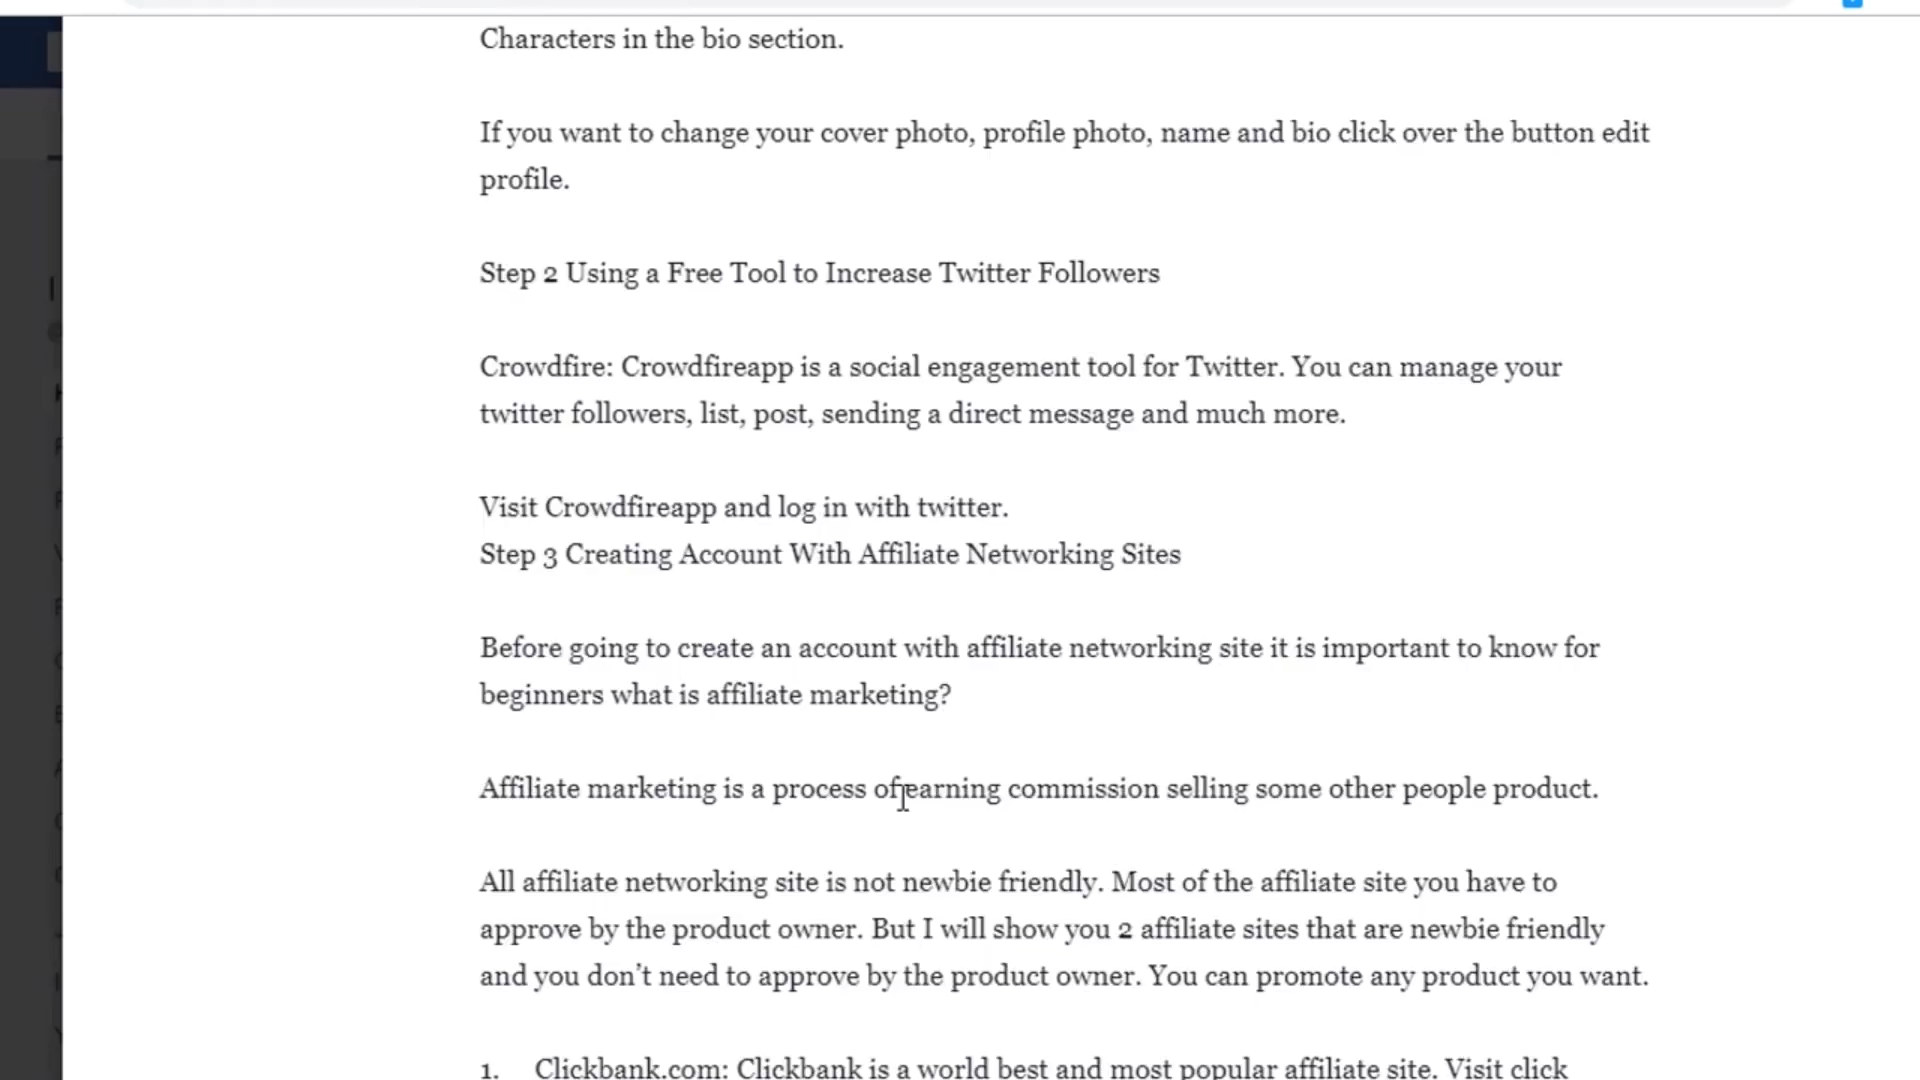 Characters in the bio section.
If you want to change your cover photo, profile photo, name and bio click over the button edit
profile.
Step 2 Using a Free Tool to Increase Twitter Followers
Crowdfire: Crowdfireapp is a social engagement tool for Twitter. You can manage your
twitter followers, list, post, sending a direct message and much more.
Visit Crowdfireapp and log in with twitter.
Step 3 Creating Account With Affiliate Networking Sites
Before going to create an account with affiliate networking site it is important to know for
beginners what is affiliate marketing?
Affiliate marketing is a process of earning commission selling some other people product.
All affiliate networking site is not newbie friendly. Most of the affiliate site you have to
approve by the product owner. But I will show you 2 affiliate sites that are newbie friendly
and you don’t need to approve by the product owner. You can promote any product you want.
1. Clickbank.com: Clickbank is a world best and most popular affiliate site. Visit click